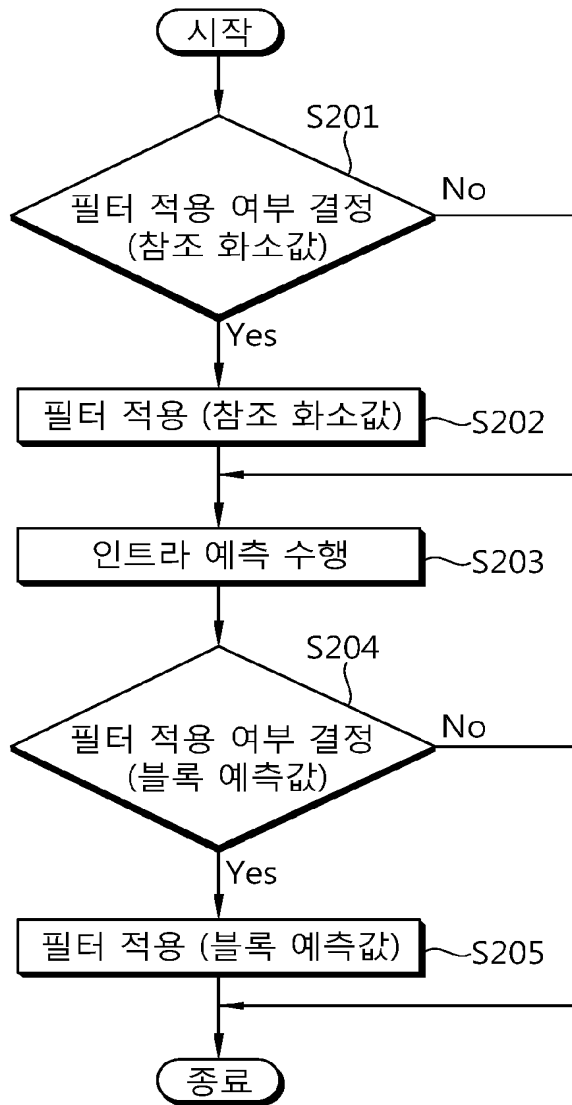 시작
S201
필터 적용 여부 결정
(참조 화소값)
No
Yes
필터 적용 (참조 화소값)
S202
인트라 예측 수행
S203
S204
필터 적용 여부 결정
(블록 예측값)
No
Yes
필터 적용 (블록 예측값)
S205
종료